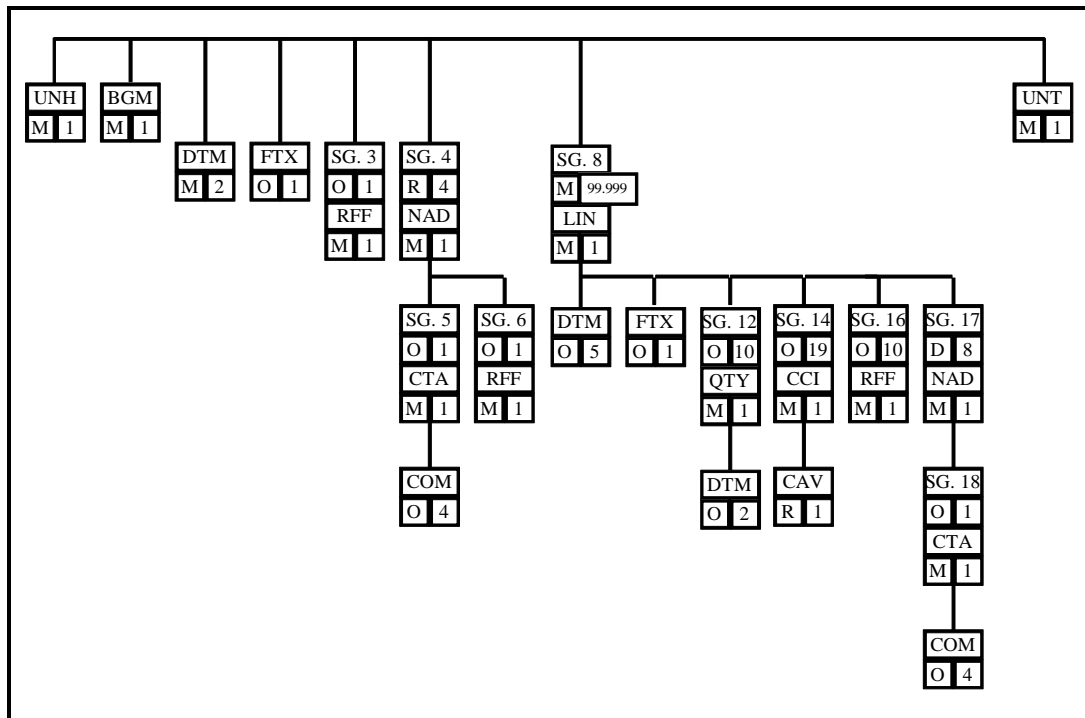 UNH BGM UNT
M 1 M 1 M 1
DTM FTX SG. 3 SG. 4 SG. 8
M 2 O 1 O 1 R 4 M 99.999
RFF NAD LIN
M 1 M 1 M 1
SG. 5 SG. 6 DTM FTX SG. 12 SG. 14 SG. 16 SG. 17
O 1 O 1 O 5 O 1 O 10 O 19 O 10 D 8
CTA RFF QTY CCI RFF NAD
M 1 M 1 M 1 M 1 M 1 M 1
COM DTM CAV SG. 18
O 4 O 2 R 1 O 1
CTA
M 1
COM
O 4